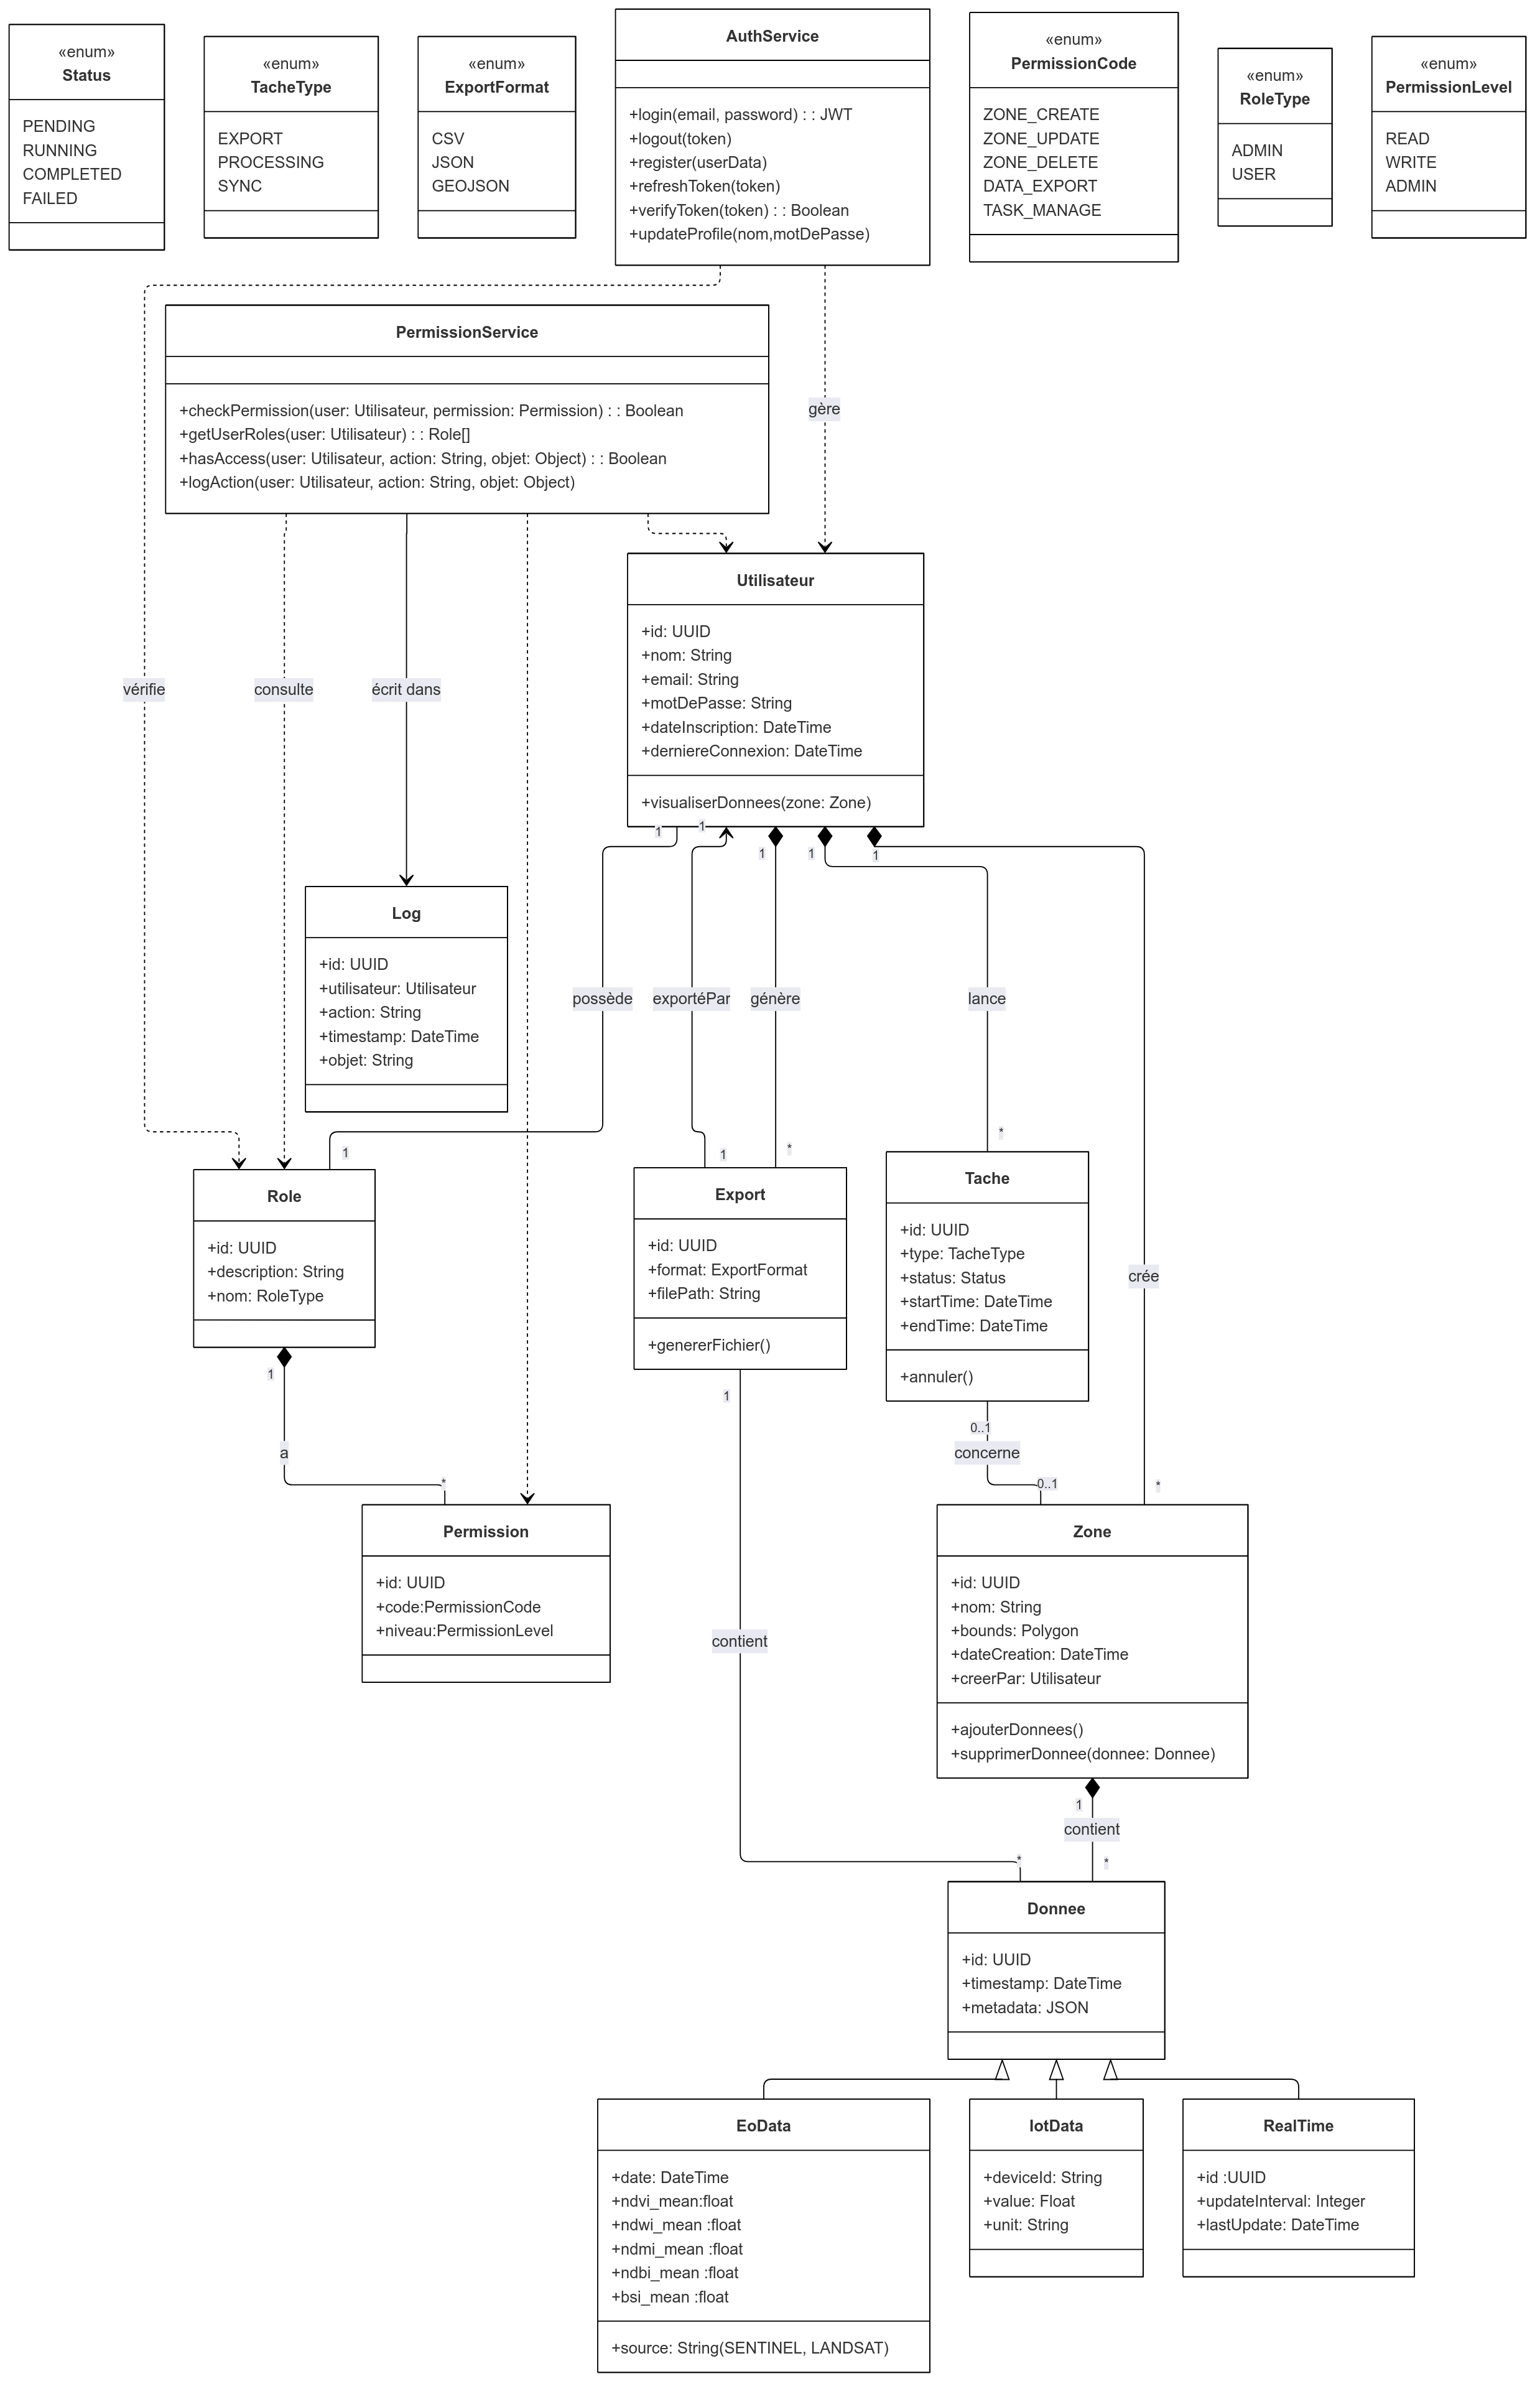 «enum»
Status
PENDING
RUNNING
COMPLETED
FAILED
«enum»
TacheType
EXPORT
PROCESSING
SYNC
«enum»
ExportFormat
CSV
JSON
GEOJSON
AuthService
+login(email, password) : : JWT
+logout(token)
+register(userData)
+refreshToken(token)
+verifyToken(token) : : Boolean
+updateProfile(nom,motDePasse)
«enum»
PermissionCode
ZONE_CREATE
ZONE_UPDATE
ZONE_DELETE
DATA_EXPORT
TASK_MANAGE
«enum»
RoleType
ADMIN
USER
«enum»
PermissionLevel
READ
WRITE
ADMIN
PermissionService
+checkPermission(user: Utilisateur, permission: Permission) : : Boolean
+getUserRoles(user: Utilisateur) : : Role[]
+hasAccess(user: Utilisateur, action: String, objet: Object) : : Boolean
+logAction(user: Utilisateur, action: String, objet: Object)
gère
vérifie
consulte
écrit dans
Utilisateur
+id: UUID
+nom: String
+email: String
+motDePasse: String
+dateInscription: DateTime
+derniereConnexion: DateTime
+visualiserDonnees(zone: Zone)
1
1
1
1
1
Log
+id: UUID
+utilisateur: Utilisateur
+action: String
+timestamp: DateTime
+objet: String
possède
exportéPar
génère
lance
1
1
*
*
Role
+id: UUID
+description: String
+nom: RoleType
Export
+id: UUID
+format: ExportFormat
+filePath: String
+genererFichier()
Tache
+id: UUID
+type: TacheType
+status: Status
+startTime: DateTime
+endTime: DateTime
+annuler()
crée
1
a
*
1
0..1
concerne
0..1
*
Permission
+id: UUID
+code:PermissionCode
+niveau:PermissionLevel
contient
Zone
+id: UUID
+nom: String
+bounds: Polygon
+dateCreation: DateTime
+creerPar: Utilisateur
+ajouterDonnees()
+supprimerDonnee(donnee: Donnee)
1
contient
*
*
Donnee
+id: UUID
+timestamp: DateTime
+metadata: JSON
EoData
+date: DateTime
+ndvi_mean:float
+ndwi_mean :float
+ndmi_mean :float
+ndbi_mean :float
+bsi_mean :float
+source: String(SENTINEL, LANDSAT)
IotData
+deviceId: String
+value: Float
+unit: String
RealTime
+id :UUID
+updateInterval: Integer
+lastUpdate: DateTime